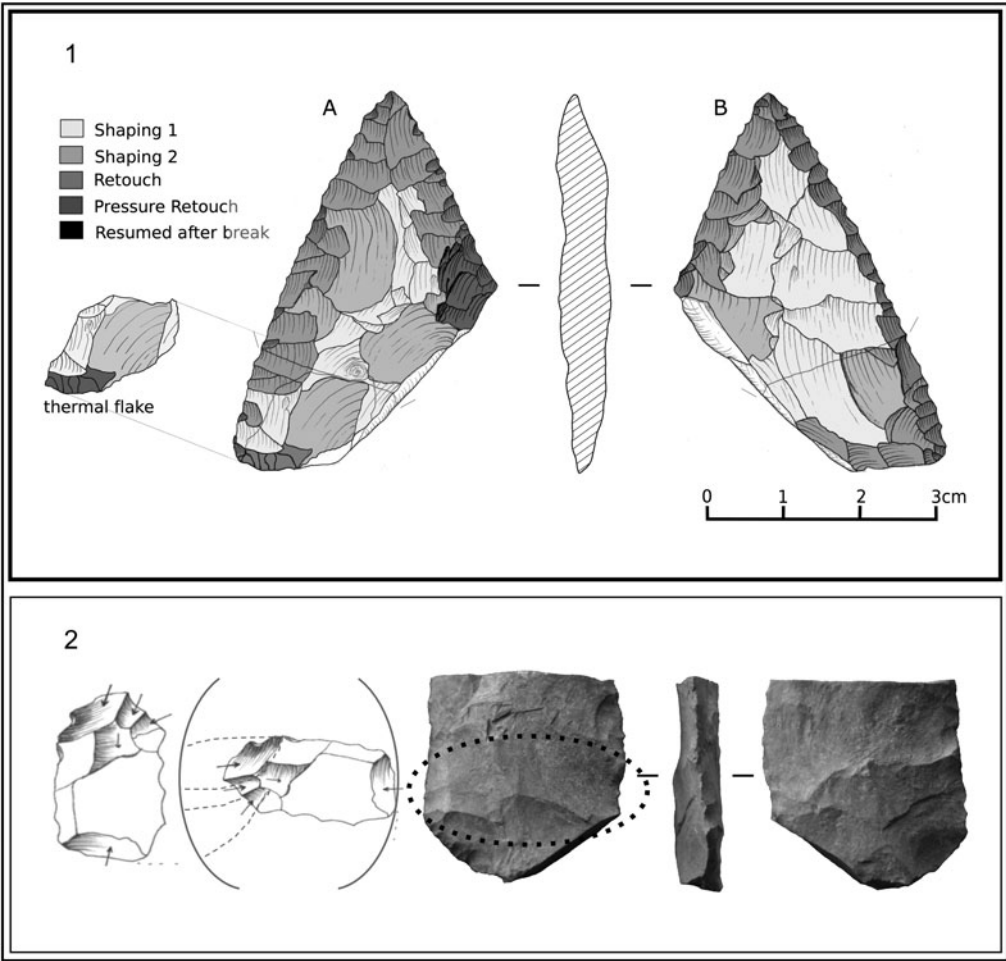 1
A
B
Shaping 1
Shaping 2
Retouch
Pressure Retouch
Resumed after break
thermal flake
0 1 2 3cm
2